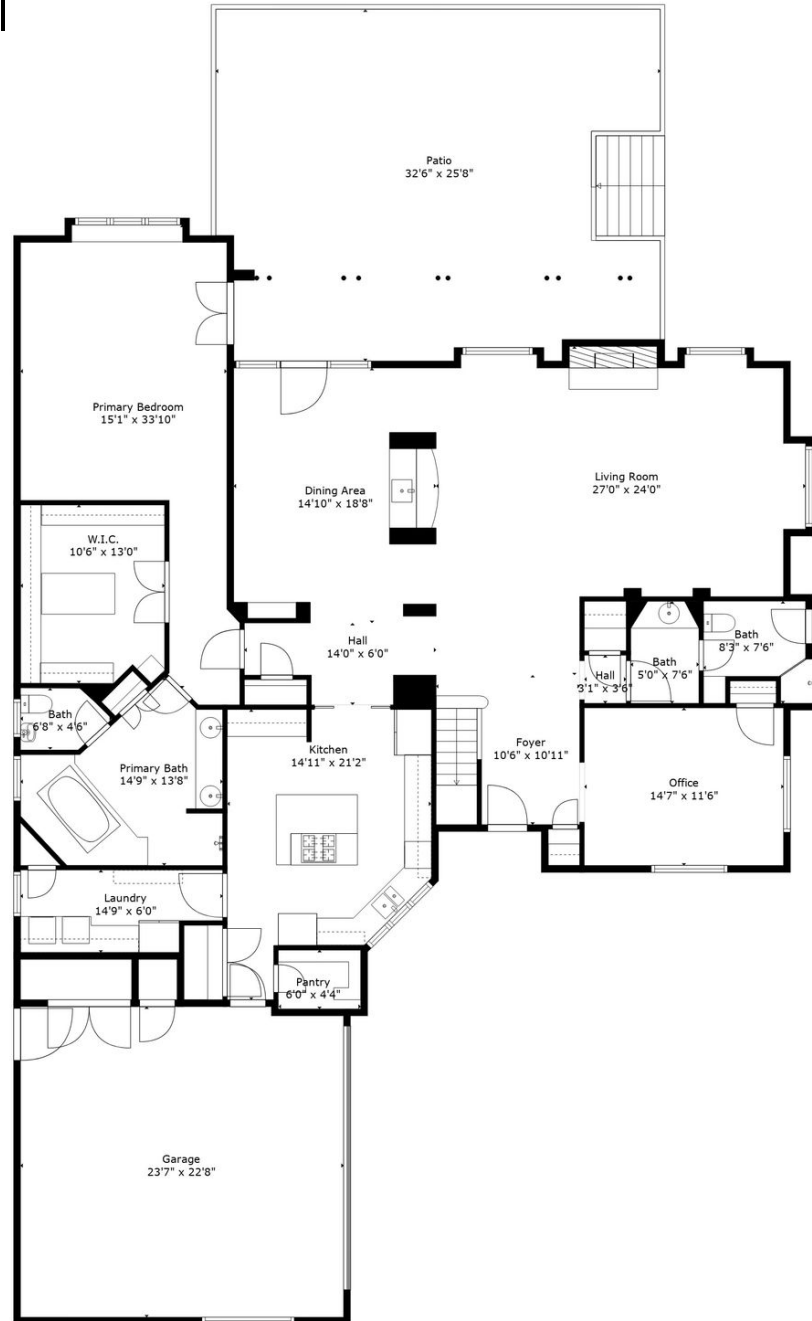 Patio
32'6" x 25'8"
Primary Bedroom
15'1" x 33'10"
Dining Area
14'10" x 18'8"
Living Room
27'0" x 24'0"
W.I.C.
10'6" x 13'0"
Hall
14'0" x 6'0"
Bath
8'3" x 7'6"
Bath
5'0" x 7'6"
Hall
3'1" x 3'6"
Bath
6'8" x 4'6"
Primary Bath
14'9" x 13'8"
Kitchen
14'11" x 21'2"
Foyer
10'6" x 10'11"
Office
14'7" x 11'6"
Laundry
14'9" x 6'0"
Pantry
6'0" x 4'4"
Garage
23'7" x 22'8"